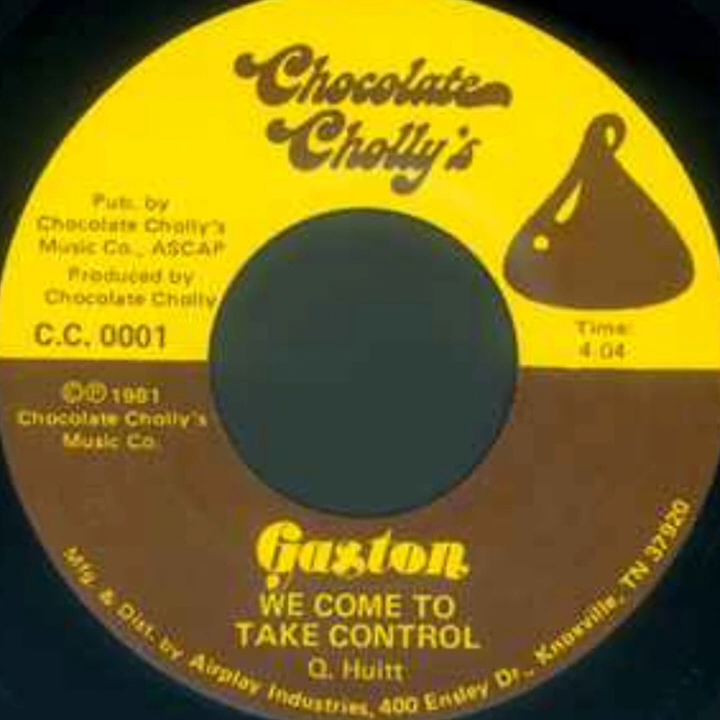 Chocolate
Cholly's
Pub. by
Chocolate Cholly's
Music Co., ASCAP
Produced by
Chocolate Cholly
C.C. 0001
Time:
4:04
©℗ 1981
Chocolate Cholly's
Music Co.
Gaston
WE COME TO
TAKE CONTROL
Q. Huitt
Mfg. & Dist. by Airplay Industries, 400 Ensley Dr., Knoxville, TN 37920